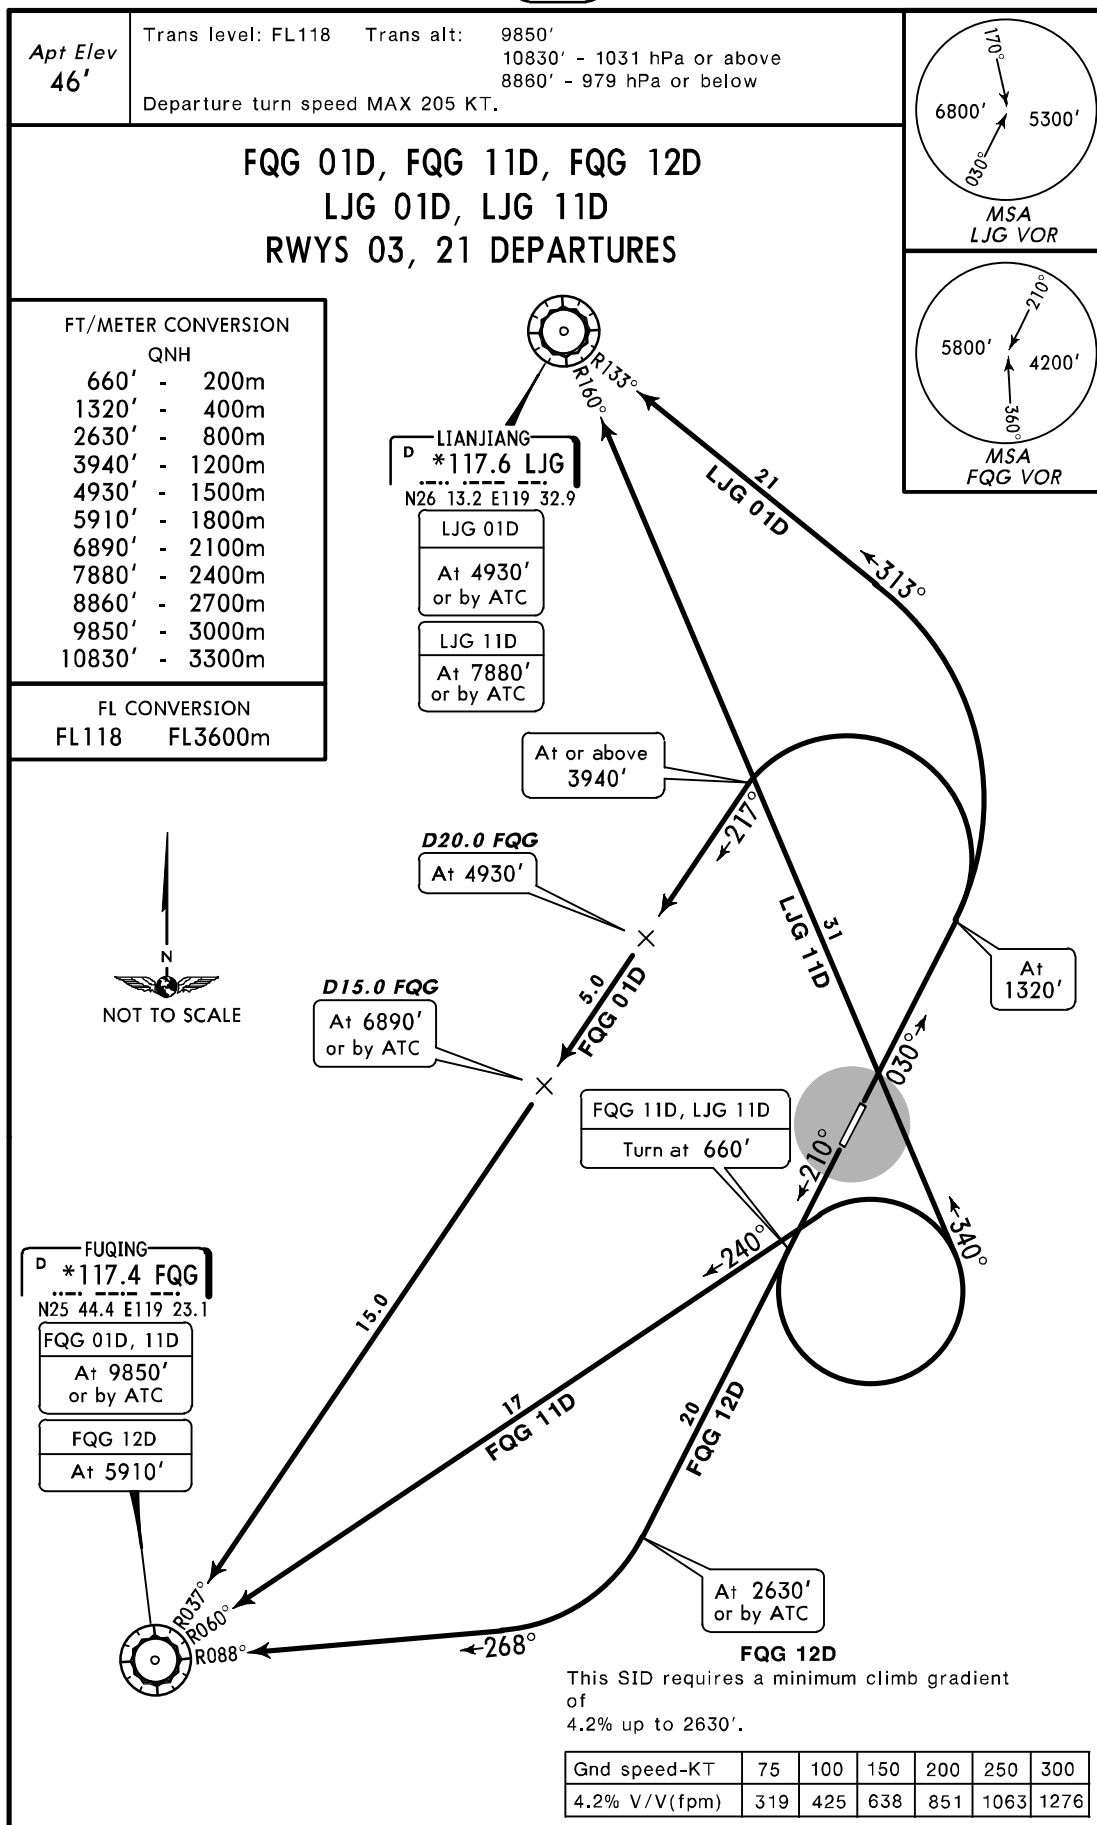 Apt Elev
46'
Trans level: FL118 Trans alt: 9850'
10830' - 1031 hPa or above
8860' - 979 hPa or below
Departure turn speed MAX 205 KT.
170°
6800' 5300'
030°
MSA
LJG VOR
210°
5800' 4200'
360°
MSA
FQG VOR
FQG 01D, FQG 11D, FQG 12D
LJG 01D, LJG 11D
RWYS 03, 21 DEPARTURES
FT/METER CONVERSION
QNH
660' - 200m
1320' - 400m
2630' - 800m
3940' - 1200m
4930' - 1500m
5910' - 1800m
6890' - 2100m
7880' - 2400m
8860' - 2700m
9850' - 3000m
10830' - 3300m
FL CONVERSION
FL118 FL3600m
R133°
R160°
LIANJIANG
D *117.6 LJG
N26 13.2 E119 32.9
LJG 01D
At 4930'
or by ATC
LJG 11D
At 7880'
or by ATC
21
LJG 01D
313°
At or above
3940'
217°
D20.0 FQG
At 4930'
31
LJG 11D
At
1320'
N
NOT TO SCALE
D15.0 FQG
At 6890'
or by ATC
5.0
FQG 01D
030°
FQG 11D, LJG 11D
Turn at 660'
210°
240°
340°
FUQING
D *117.4 FQG
N25 44.4 E119 23.1
FQG 01D, 11D
At 9850'
or by ATC
FQG 12D
At 5910'
15.0
17
FQG 11D
20
FQG 12D
R037°
R060°
R088°
268°
At 2630'
or by ATC
FQG 12D
This SID requires a minimum climb gradient
of
4.2% up to 2630'.
Gnd speed-KT 75 100 150 200 250 300
4.2% V/V(fpm) 319 425 638 851 1063 1276